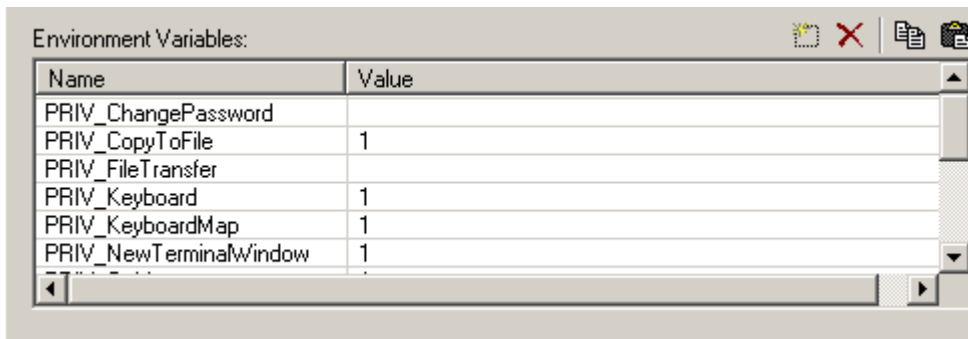 Environment Variables:
Name Value
PRIV_ChangePassword
PRIV_CopyToFile 1
PRIV_FileTransfer
PRIV_Keyboard 1
PRIV_KeyboardMap 1
PRIV_NewTerminalWindow 1